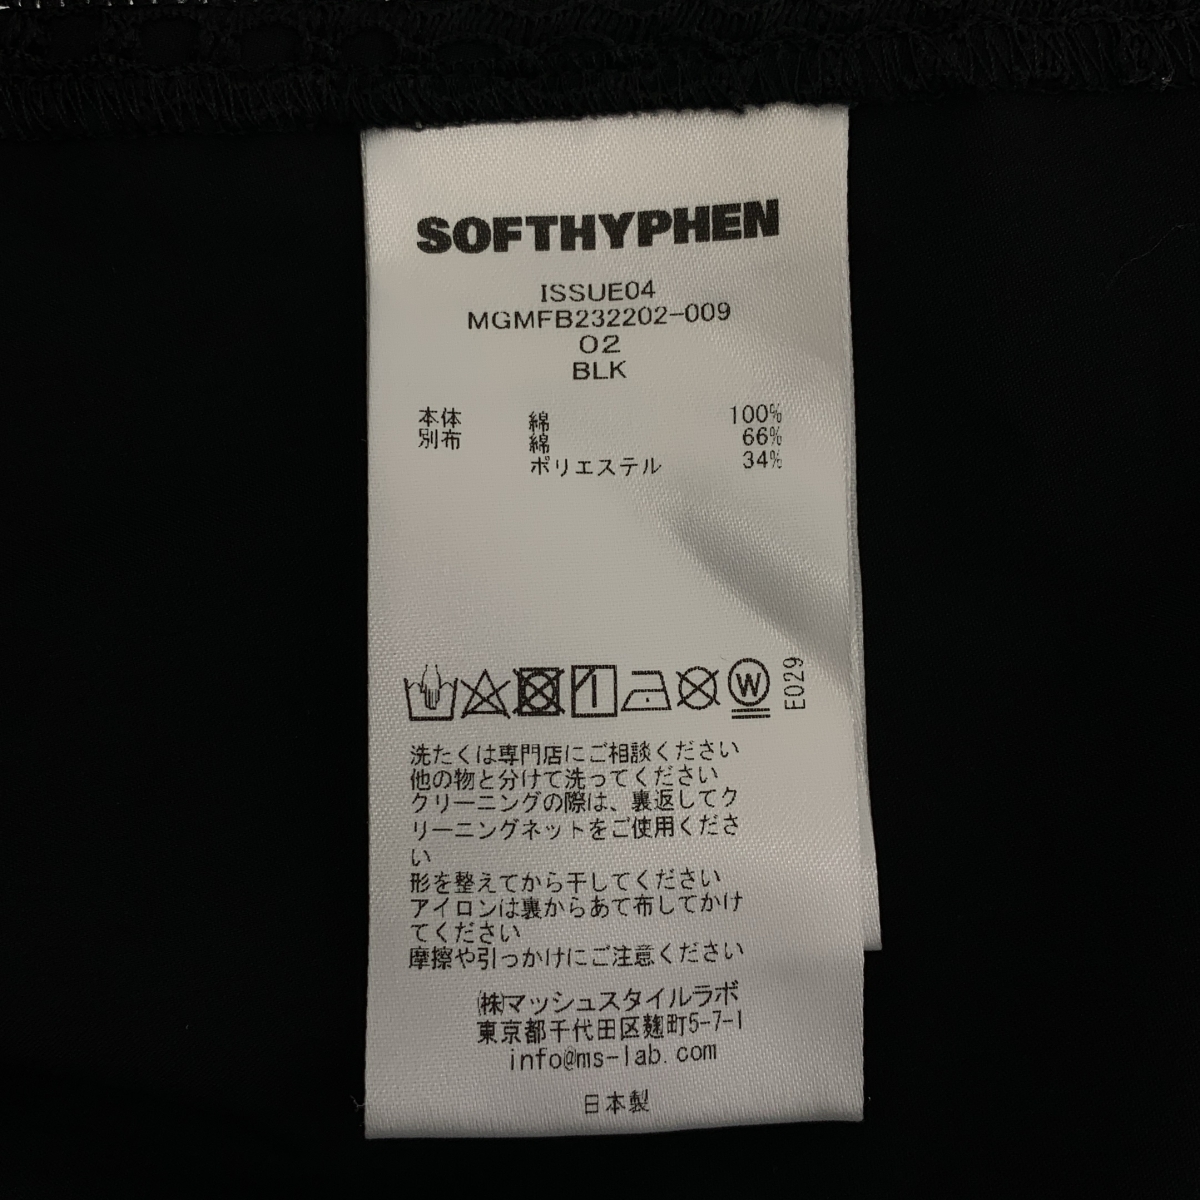 SOFTHYPHEN
ISSUE04
MGMFB232202-009
02
BLK
本体 綿 100%
別布 綿 66%
ポリエステル 34%
W
E029
洗たくは専門店にご相談ください
他の物と分けて洗ってください
クリーニングの際は、裏返してク
リーニングネットをご使用くださ
い
形を整えてから干してください
アイロンは裏からあて布してかけ
てください
摩擦や引っかけにご注意ください
㈱マッシュスタイルラボ
東京都千代田区麹町5-7-1
info@ms-lab.com
日本製